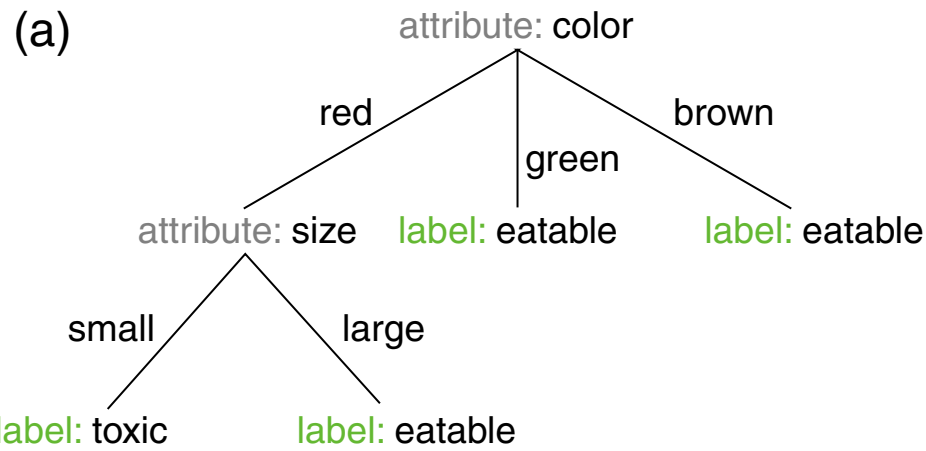 (a)
attribute: color
red
brown
green
attribute: size
label: eatable
label: eatable
small
large
label: toxic
label: eatable